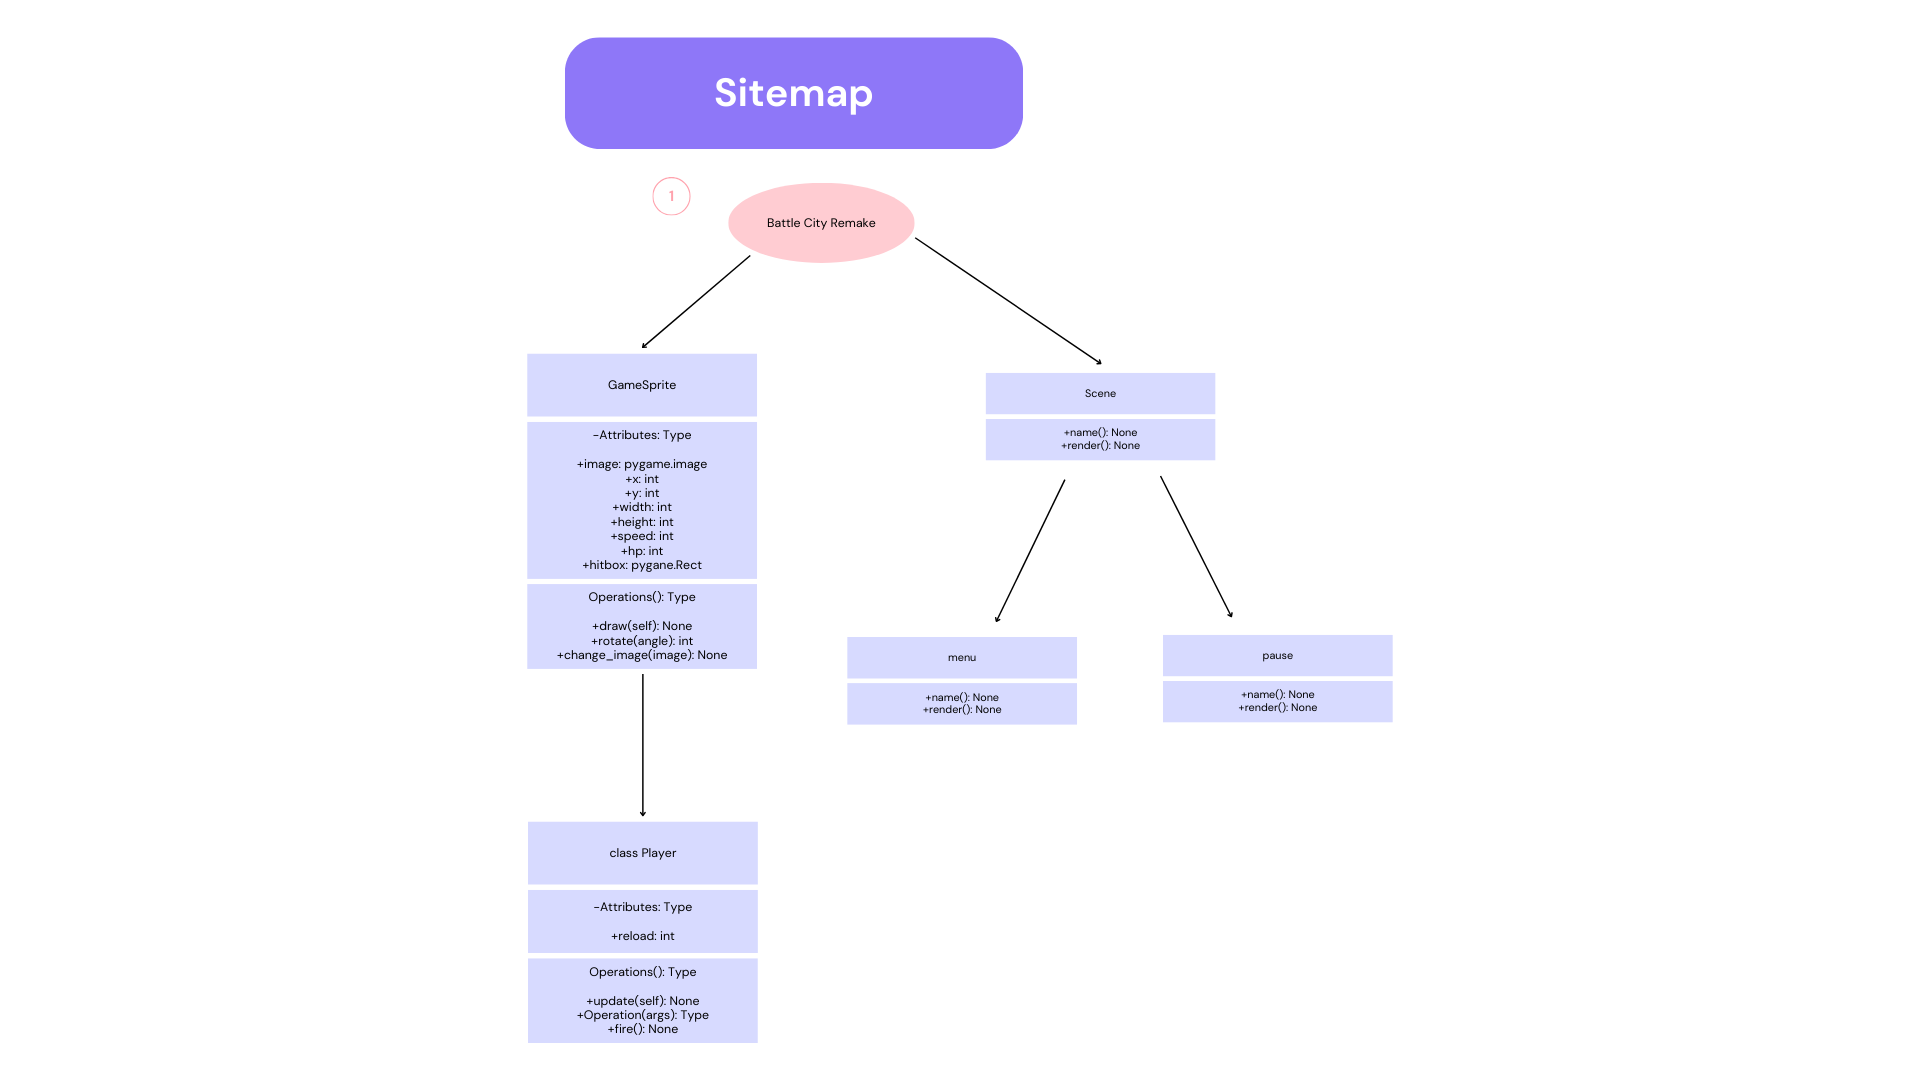 Sitemap
1
Battle City Remake
GameSprite
-Attributes: Type
+image: pygame.image
+x: int
+y: int
+width: int
+height: int
+speed: int
+hp: int
+hitbox: pygane.Rect
Operations(): Type
+draw(self): None
+rotate(angle): int
+change_image(image): None
Scene
+name(): None
+render(): None
menu
+name(): None
+render(): None
pause
+name(): None
+render(): None
class Player
-Attributes: Type
+reload: int
Operations(): Type
+update(self): None
+Operation(args): Type
+fire(): None